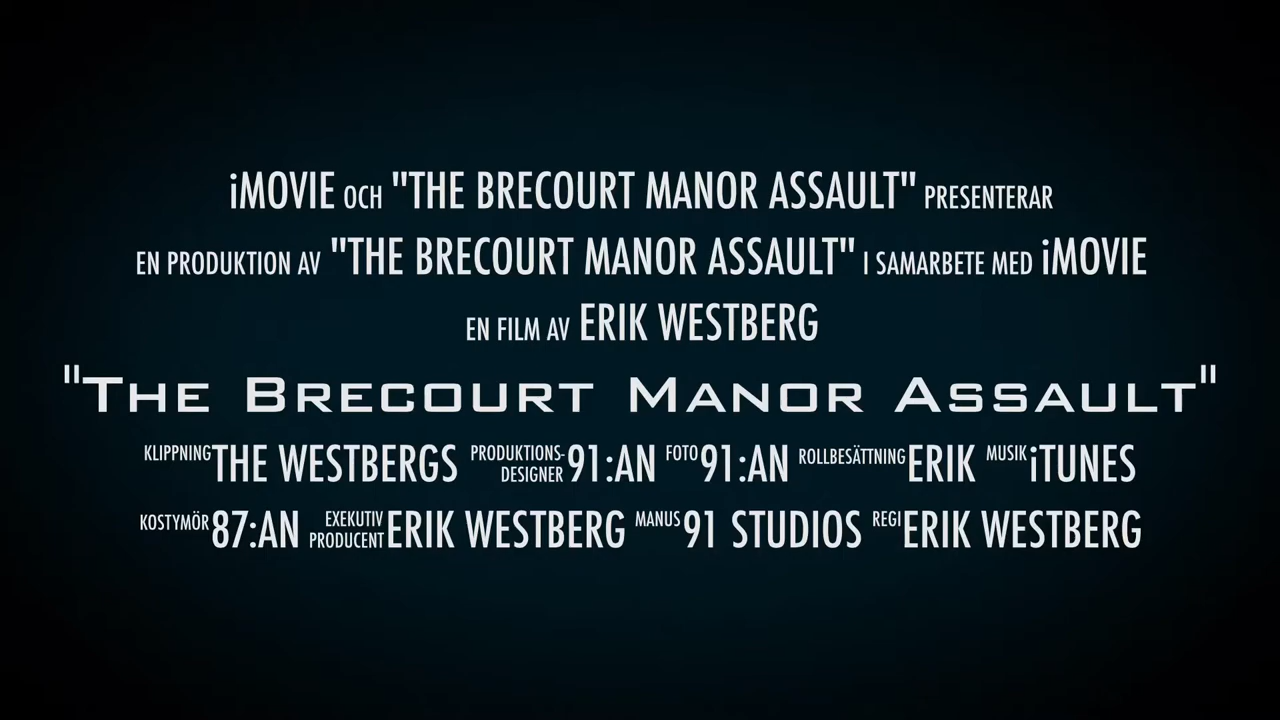 iMOVIE OCH "THE BRECOURT MANOR ASSAULT" PRESENTERAR
EN PRODUKTION AV "THE BRECOURT MANOR ASSAULT" I SAMARBETE MED iMOVIE
EN FILM AV ERIK WESTBERG
"THE BRECOURT MANOR ASSAULT"
KLIPPNING THE WESTBERGS PRODUKTIONS-DESIGNER 91:AN FOTO 91:AN ROLLBESÄTTNING ERIK MUSIK iTUNES
KOSTYMÖR 87:AN EXEKUTIV PRODUCENT ERIK WESTBERG MANUS 91 STUDIOS REGI ERIK WESTBERG